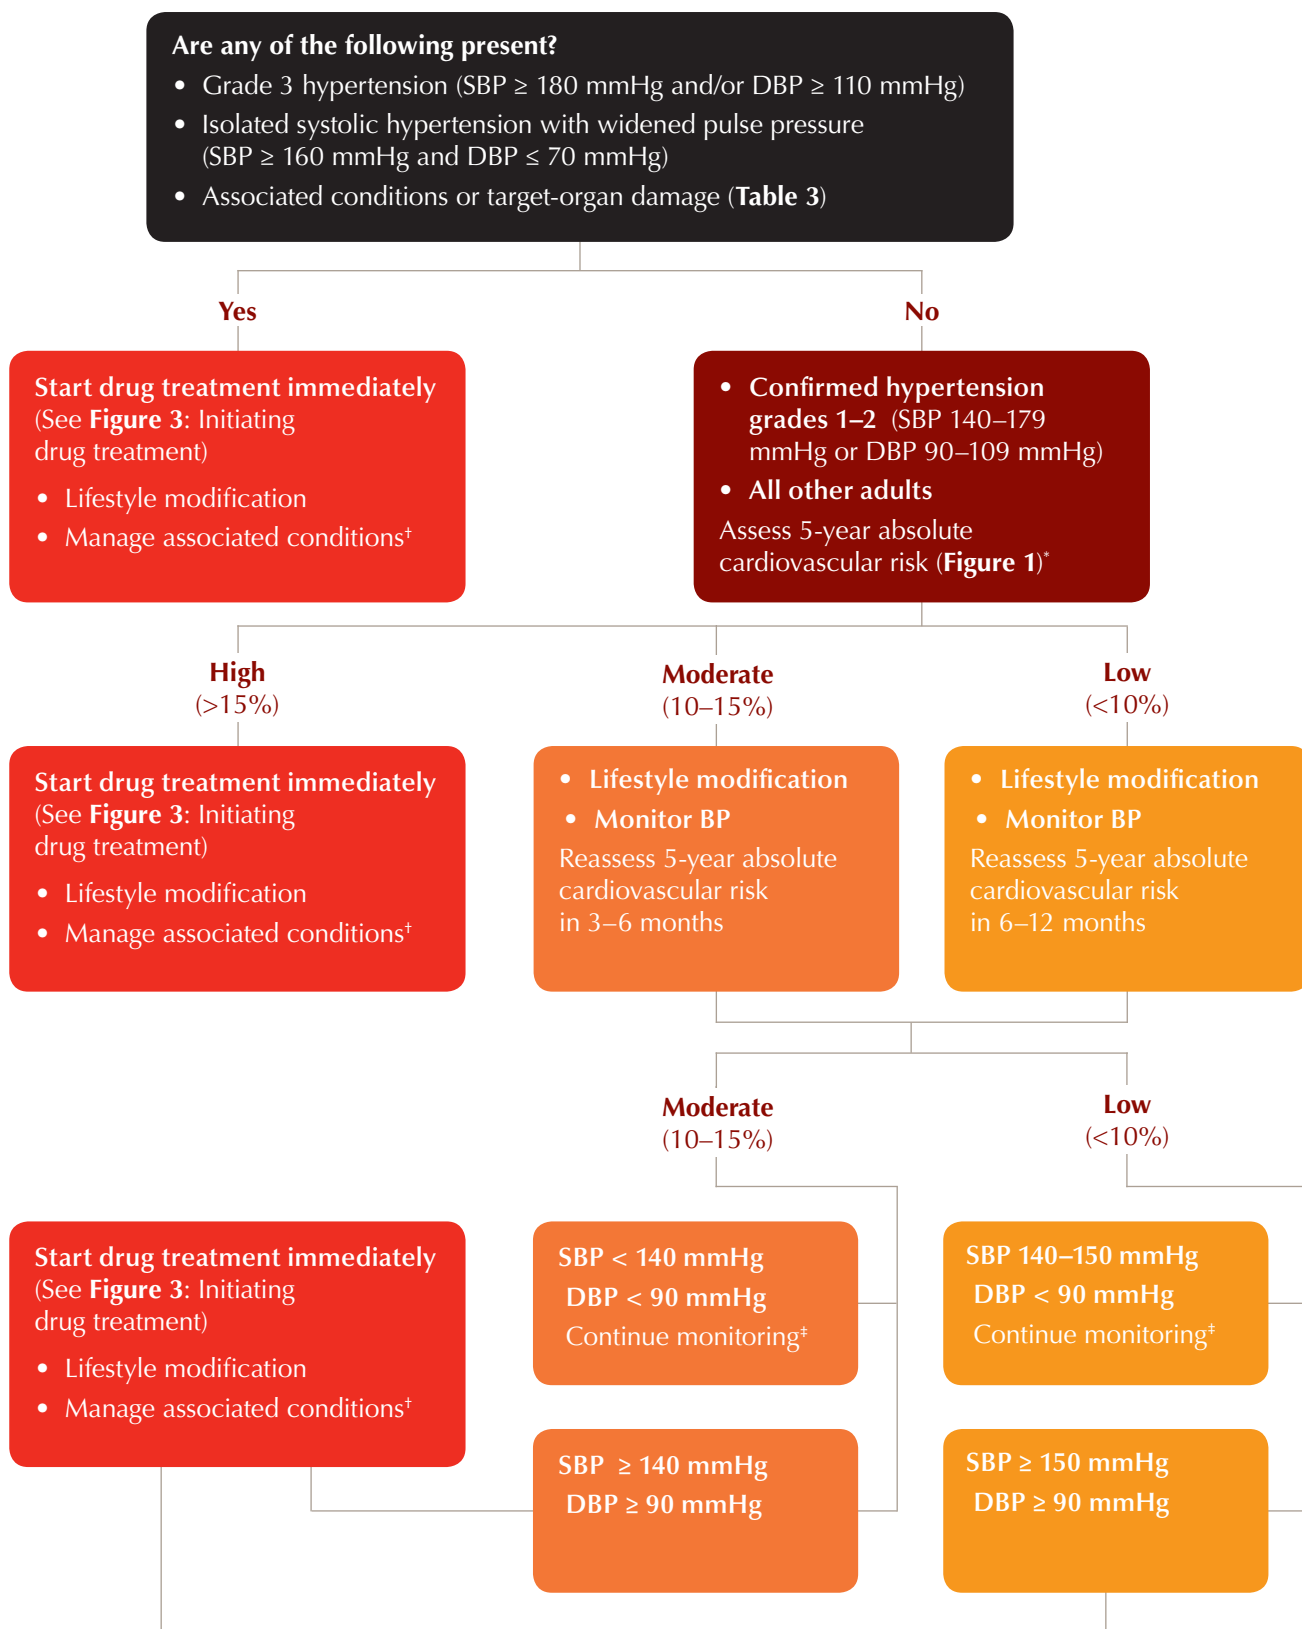 Are any of the following present?
• Grade 3 hypertension (SBP ≥ 180 mmHg and/or DBP ≥ 110 mmHg)
• Isolated systolic hypertension with widened pulse pressure
(SBP ≥ 160 mmHg and DBP ≤ 70 mmHg)
• Associated conditions or target-organ damage (Table 3)
Yes
No
Start drug treatment immediately
(See Figure 3: Initiating
drug treatment)
• Lifestyle modification
• Manage associated conditions†
• Confirmed hypertension
grades 1–2 (SBP 140–179
mmHg or DBP 90–109 mmHg)
• All other adults
Assess 5-year absolute
cardiovascular risk (Figure 1)*
High
(>15%)
Moderate
(10–15%)
Low
(<10%)
Start drug treatment immediately
(See Figure 3: Initiating
drug treatment)
• Lifestyle modification
• Manage associated conditions†
• Lifestyle modification
• Monitor BP
Reassess 5-year absolute
cardiovascular risk
in 3–6 months
• Lifestyle modification
• Monitor BP
Reassess 5-year absolute
cardiovascular risk
in 6–12 months
Moderate
(10–15%)
Low
(<10%)
Start drug treatment immediately
(See Figure 3: Initiating
drug treatment)
• Lifestyle modification
• Manage associated conditions†
SBP < 140 mmHg
DBP < 90 mmHg
Continue monitoring‡
SBP 140–150 mmHg
DBP < 90 mmHg
Continue monitoring‡
SBP ≥ 140 mmHg
DBP ≥ 90 mmHg
SBP ≥ 150 mmHg
DBP ≥ 90 mmHg